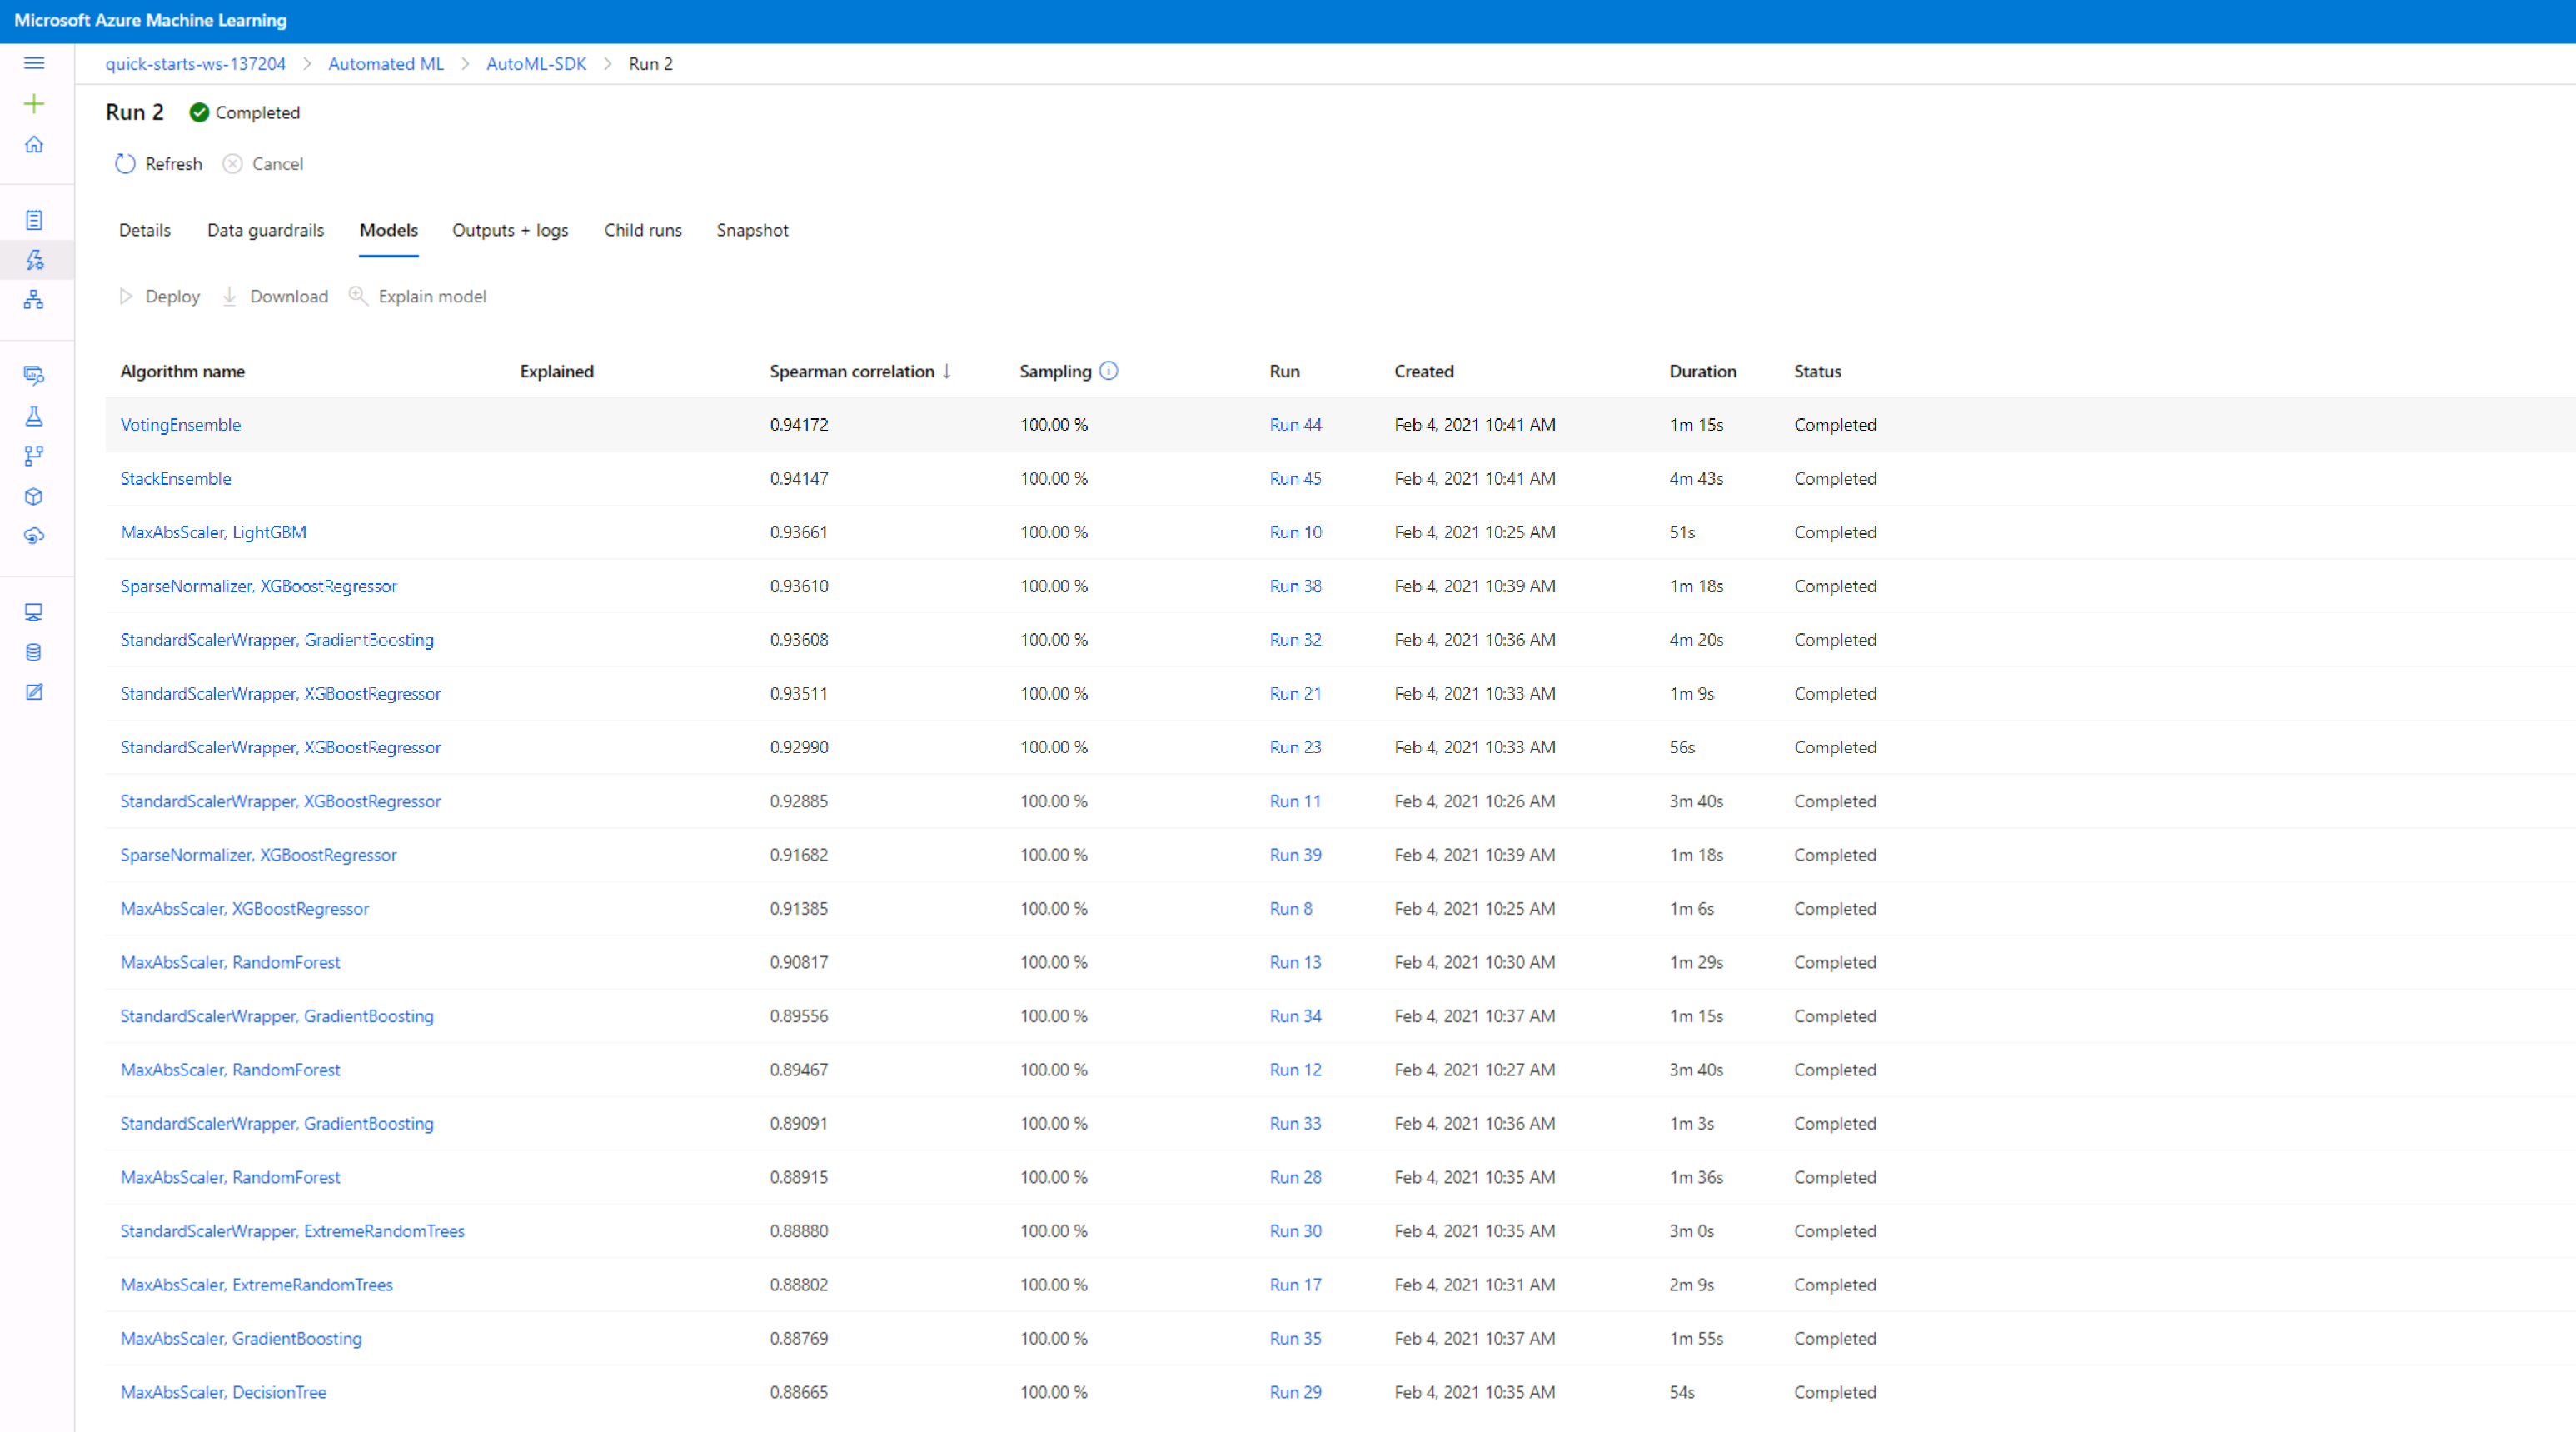 Microsoft Azure Machine Learning
quick-starts-ws-137204 > Automated ML > AutoML-SDK > Run 2
Run 2 Completed
Refresh Cancel
Details Data guardrails Models Outputs + logs Child runs Snapshot
Deploy Download Explain model
Algorithm name Explained Spearman correlation ↓ Sampling Run Created Duration Status
VotingEnsemble 0.94172 100.00 % Run 44 Feb 4, 2021 10:41 AM 1m 15s Completed
StackEnsemble 0.94147 100.00 % Run 45 Feb 4, 2021 10:41 AM 4m 43s Completed
MaxAbsScaler, LightGBM 0.93661 100.00 % Run 10 Feb 4, 2021 10:25 AM 51s Completed
SparseNormalizer, XGBoostRegressor 0.93610 100.00 % Run 38 Feb 4, 2021 10:39 AM 1m 18s Completed
StandardScalerWrapper, GradientBoosting 0.93608 100.00 % Run 32 Feb 4, 2021 10:36 AM 4m 20s Completed
StandardScalerWrapper, XGBoostRegressor 0.93511 100.00 % Run 21 Feb 4, 2021 10:33 AM 1m 9s Completed
StandardScalerWrapper, XGBoostRegressor 0.92990 100.00 % Run 23 Feb 4, 2021 10:33 AM 56s Completed
StandardScalerWrapper, XGBoostRegressor 0.92885 100.00 % Run 11 Feb 4, 2021 10:26 AM 3m 40s Completed
SparseNormalizer, XGBoostRegressor 0.91682 100.00 % Run 39 Feb 4, 2021 10:39 AM 1m 18s Completed
MaxAbsScaler, XGBoostRegressor 0.91385 100.00 % Run 8 Feb 4, 2021 10:25 AM 1m 6s Completed
MaxAbsScaler, RandomForest 0.90817 100.00 % Run 13 Feb 4, 2021 10:30 AM 1m 29s Completed
StandardScalerWrapper, GradientBoosting 0.89556 100.00 % Run 34 Feb 4, 2021 10:37 AM 1m 15s Completed
MaxAbsScaler, RandomForest 0.89467 100.00 % Run 12 Feb 4, 2021 10:27 AM 3m 40s Completed
StandardScalerWrapper, GradientBoosting 0.89091 100.00 % Run 33 Feb 4, 2021 10:36 AM 1m 3s Completed
MaxAbsScaler, RandomForest 0.88915 100.00 % Run 28 Feb 4, 2021 10:35 AM 1m 36s Completed
StandardScalerWrapper, ExtremeRandomTrees 0.88880 100.00 % Run 30 Feb 4, 2021 10:35 AM 3m 0s Completed
MaxAbsScaler, ExtremeRandomTrees 0.88802 100.00 % Run 17 Feb 4, 2021 10:31 AM 2m 9s Completed
MaxAbsScaler, GradientBoosting 0.88769 100.00 % Run 35 Feb 4, 2021 10:37 AM 1m 55s Completed
MaxAbsScaler, DecisionTree 0.88665 100.00 % Run 29 Feb 4, 2021 10:35 AM 54s Completed